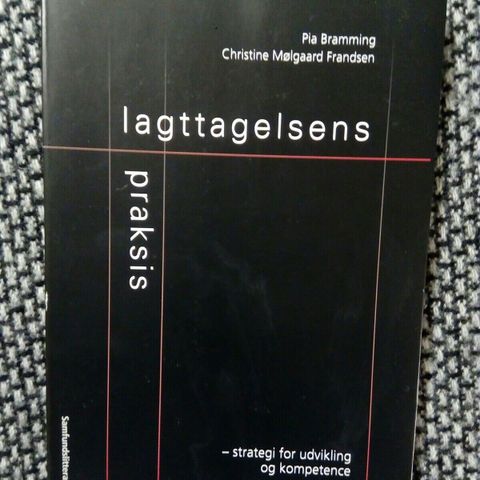 Pia Bramming
Christine Mølgaard Frandsen
Iagttagelsens
praksis
– strategi for udvikling
og kompetence